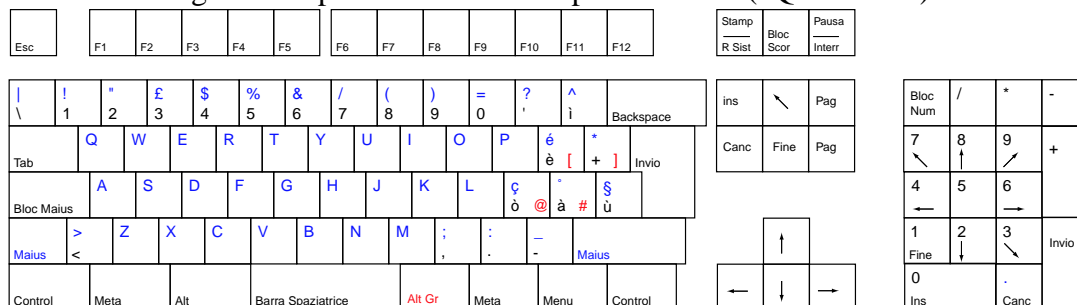 Stamp Pausa
Bloc
Esc F1 F2 F3 F4 F5 F6 F7 F8 F9 F10 F11 F12 R Sist Scor Interr
| ! " £ $ % & / ( ) = ? ^
\ 1 2 3 4 5 6 7 8 9 0 ' ì Backspace
ins Pag
Bloc / * -
Num
Q W E R T Y U I O P é *
Tab è [ + ] Invio
Canc Fine Pag
7 8 9 +
A S D F G H J K L ç ° §
Bloc Maius ò @ à # ù
4 5 6
> Z X C V B N M ; : _
Maius < , . - Maius
1 2 3
Fine Invio
Control Meta Alt Barra Spaziatrice Alt Gr Meta Menu Control
0 .
Ins Canc